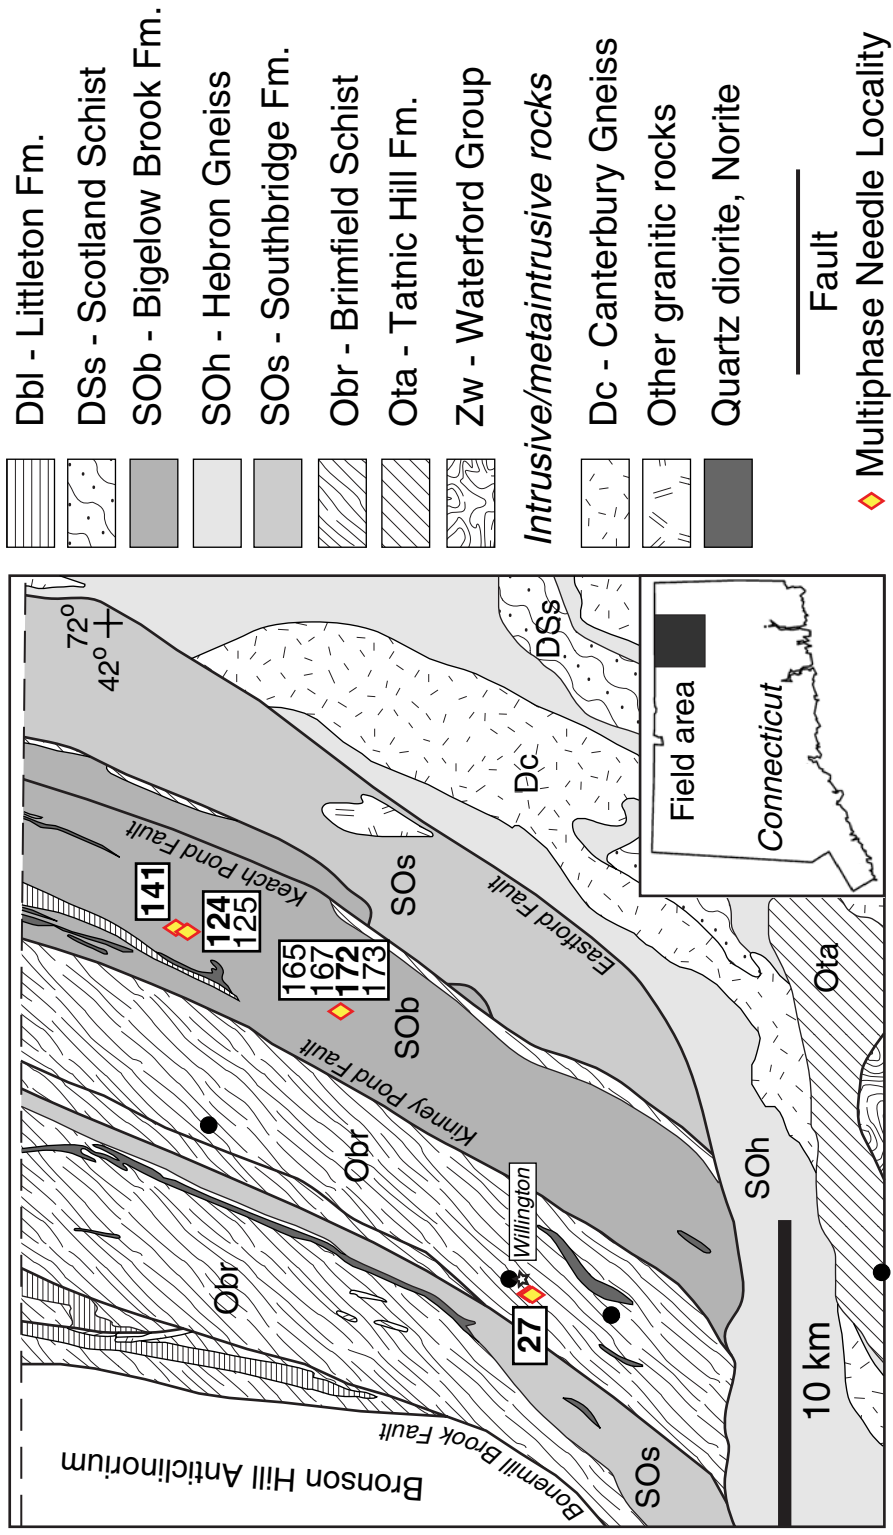 Bronson Hill Anticlinorium
Bonemill Brook Fault
Obr
Obr
SOs
27
Willington
Kinney Pond Fault
165
167
172
173
SOb
141
124
125
Keach Pond Fault
SOs
Eastford Fault
72°
42°
Dc
DSs
SOh
Ota
10 km
Field area
Connecticut
Dbl - Littleton Fm.
DSs - Scotland Schist
SOb - Bigelow Brook Fm.
SOh - Hebron Gneiss
SOs - Southbridge Fm.
Obr - Brimfield Schist
Ota - Tatnic Hill Fm.
Zw - Waterford Group
Intrusive/metaintrusive rocks
Dc - Canterbury Gneiss
Other granitic rocks
Quartz diorite, Norite
Fault
Multiphase Needle Locality